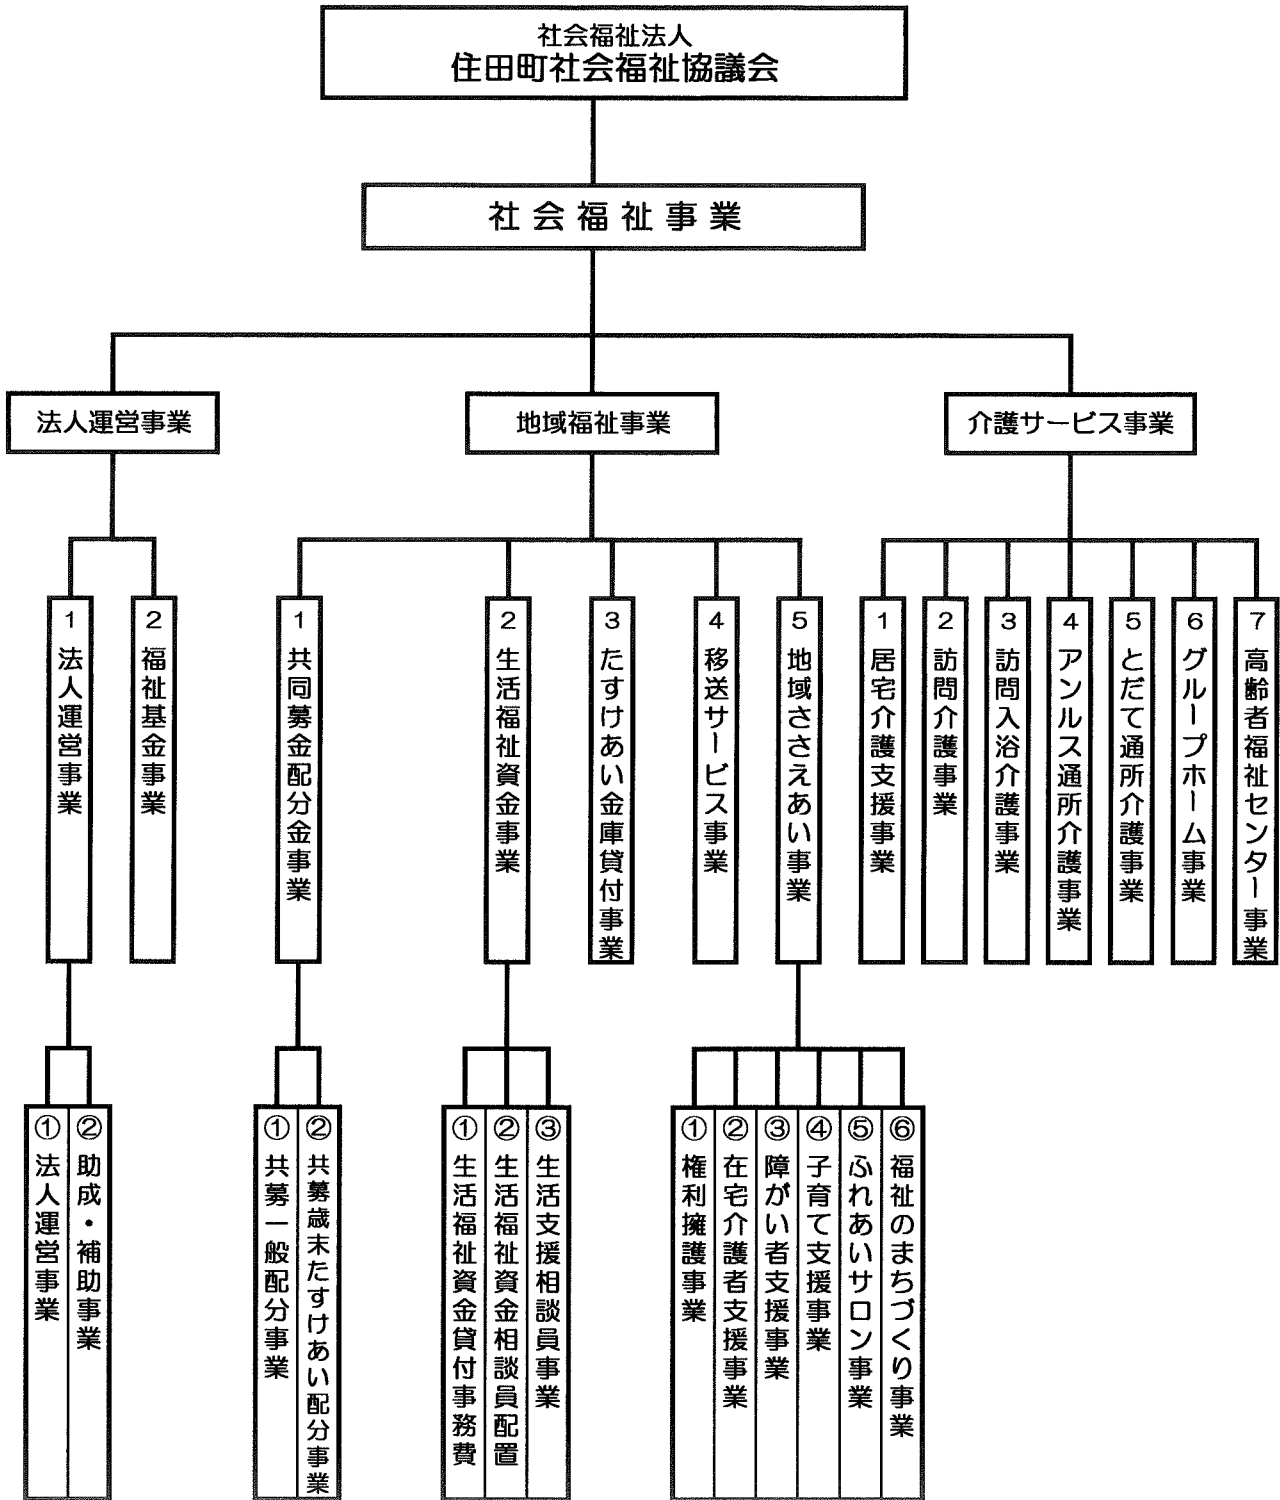 社会福祉法人
住田町社会福祉協議会
社会福祉事業
法人運営事業
地域福祉事業
介護サービス事業
1 法人運営事業
2 福祉基金事業
1 共同募金配分金事業
2 生活福祉資金事業
3 たすけあい金庫貸付事業
4 移送サービス事業
5 地域ささえあい事業
1 居宅介護支援事業
2 訪問介護事業
3 訪問入浴介護事業
4 アンルス通所介護事業
5 とだて通所介護事業
6 グループホーム事業
7 高齢者福祉センター事業
① 法人運営事業
② 助成・補助事業
① 共募一般配分事業
② 共募歳末たすけあい配分事業
① 生活福祉資金貸付事務費
② 生活福祉資金相談員配置
③ 生活支援相談員事業
① 権利擁護事業
② 在宅介護者支援事業
③ 障がい者支援事業
④ 子育て支援事業
⑤ ふれあいサロン事業
⑥ 福祉のまちづくり事業